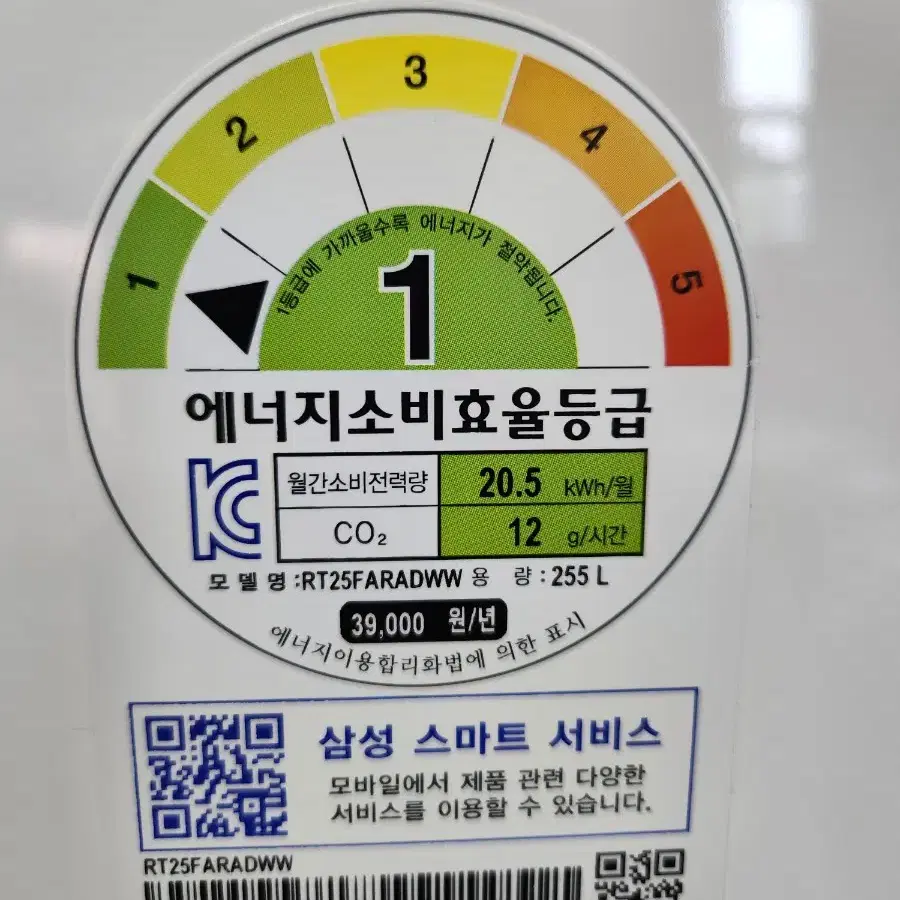 1
2
3
4
5
1등급에 가까울수록 에너지가 절약됩니다.
1
에너지소비효율등급
KC
월간소비전력량 20.5 kWh/월
CO₂ 12 g/시간
모델명:RT25FARADWW 용 량:255 L
39,000 원/년
에너지이용합리화법에 의한 표시
삼성 스마트 서비스
모바일에서 제품 관련 다양한
서비스를 이용할 수 있습니다.
RT25FARADWW